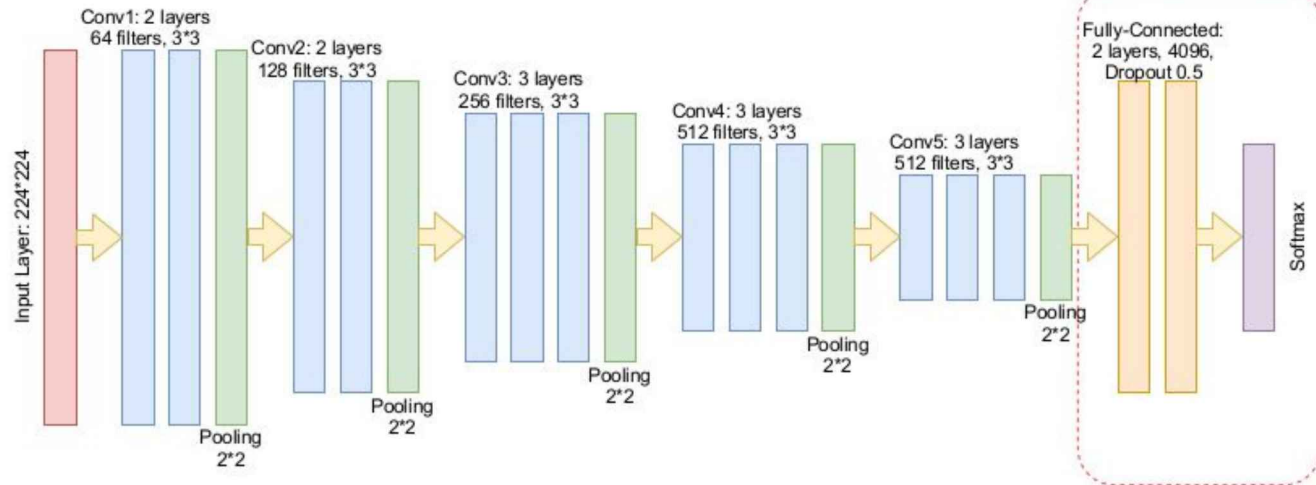 Input Layer: 224*224
Conv1: 2 layers
64 filters, 3*3
Pooling
2*2
Conv2: 2 layers
128 filters, 3*3
Pooling
2*2
Conv3: 3 layers
256 filters, 3*3
Pooling
2*2
Conv4: 3 layers
512 filters, 3*3
Pooling
2*2
Conv5: 3 layers
512 filters, 3*3
Pooling
2*2
Fully-Connected:
2 layers, 4096,
Dropout 0.5
Softmax